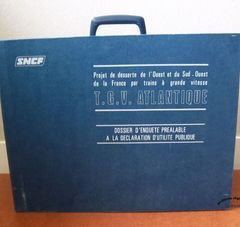 SNCF
Projet de desserte de l'Ouest et du Sud-Ouest
de la France par trains à grande vitesse
T.G.V. ATLANTIQUE
DOSSIER D'ENQUETE PREALABLE
A LA DECLARATION D'UTILITE PUBLIQUE